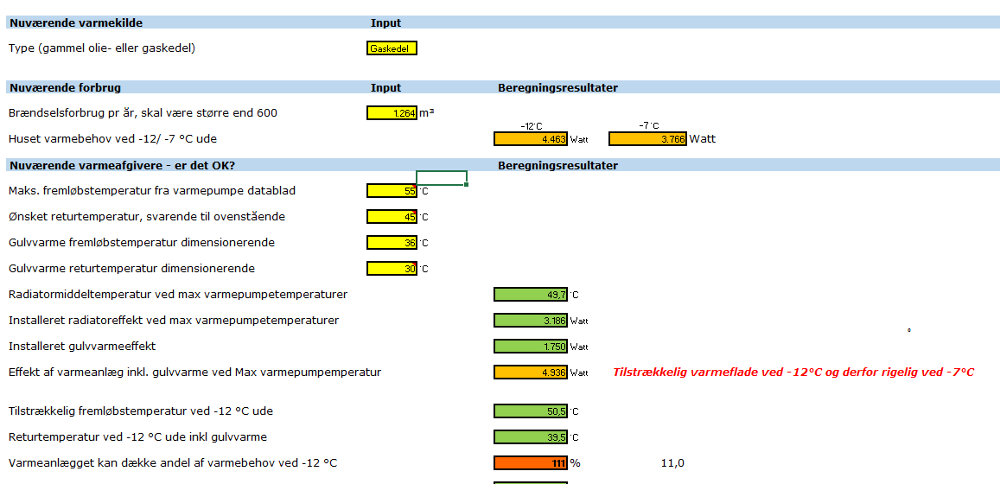 Nuværende varmekilde Input
Type (gammel olie- eller gaskedel) Gaskedel
Nuværende forbrug Input Beregningsresultater
Brændselsforbrug pr år, skal være større end 600 1.264 m³
-12°C -7°C
Huset varmebehov ved -12/ -7 °C ude 4.463 Watt 3.766 Watt
Nuværende varmeafgivere - er det OK? Beregningsresultater
Maks. fremløbstemperatur fra varmepumpe datablad 55 °C
Ønsket returtemperatur, svarende til ovenstående 45 °C
Gulvvarme fremløbstemperatur dimensionerende 36 °C
Gulvvarme returtemperatur dimensionerende 30 °C
Radiatormiddeltemperatur ved max varmepumpetemperaturer 49,7 °C
Installeret radiatoreffekt ved max varmepumpetemperaturer 3.186 Watt
Installeret gulvvarmeeffekt 1.750 Watt
Effekt af varmeanlæg inkl. gulvvarme ved Max varmepumpemperatur 4.936 Watt Tilstrækkelig varmeflade ved -12°C og derfor rigelig ved -7°C
Tilstrækkelig fremløbstemperatur ved -12 °C ude 50,5 °C
Returtemperatur ved -12 °C ude inkl gulvvarme 39,5 °C
Varmeanlægget kan dække andel af varmebehov ved -12 °C 111 % 11,0